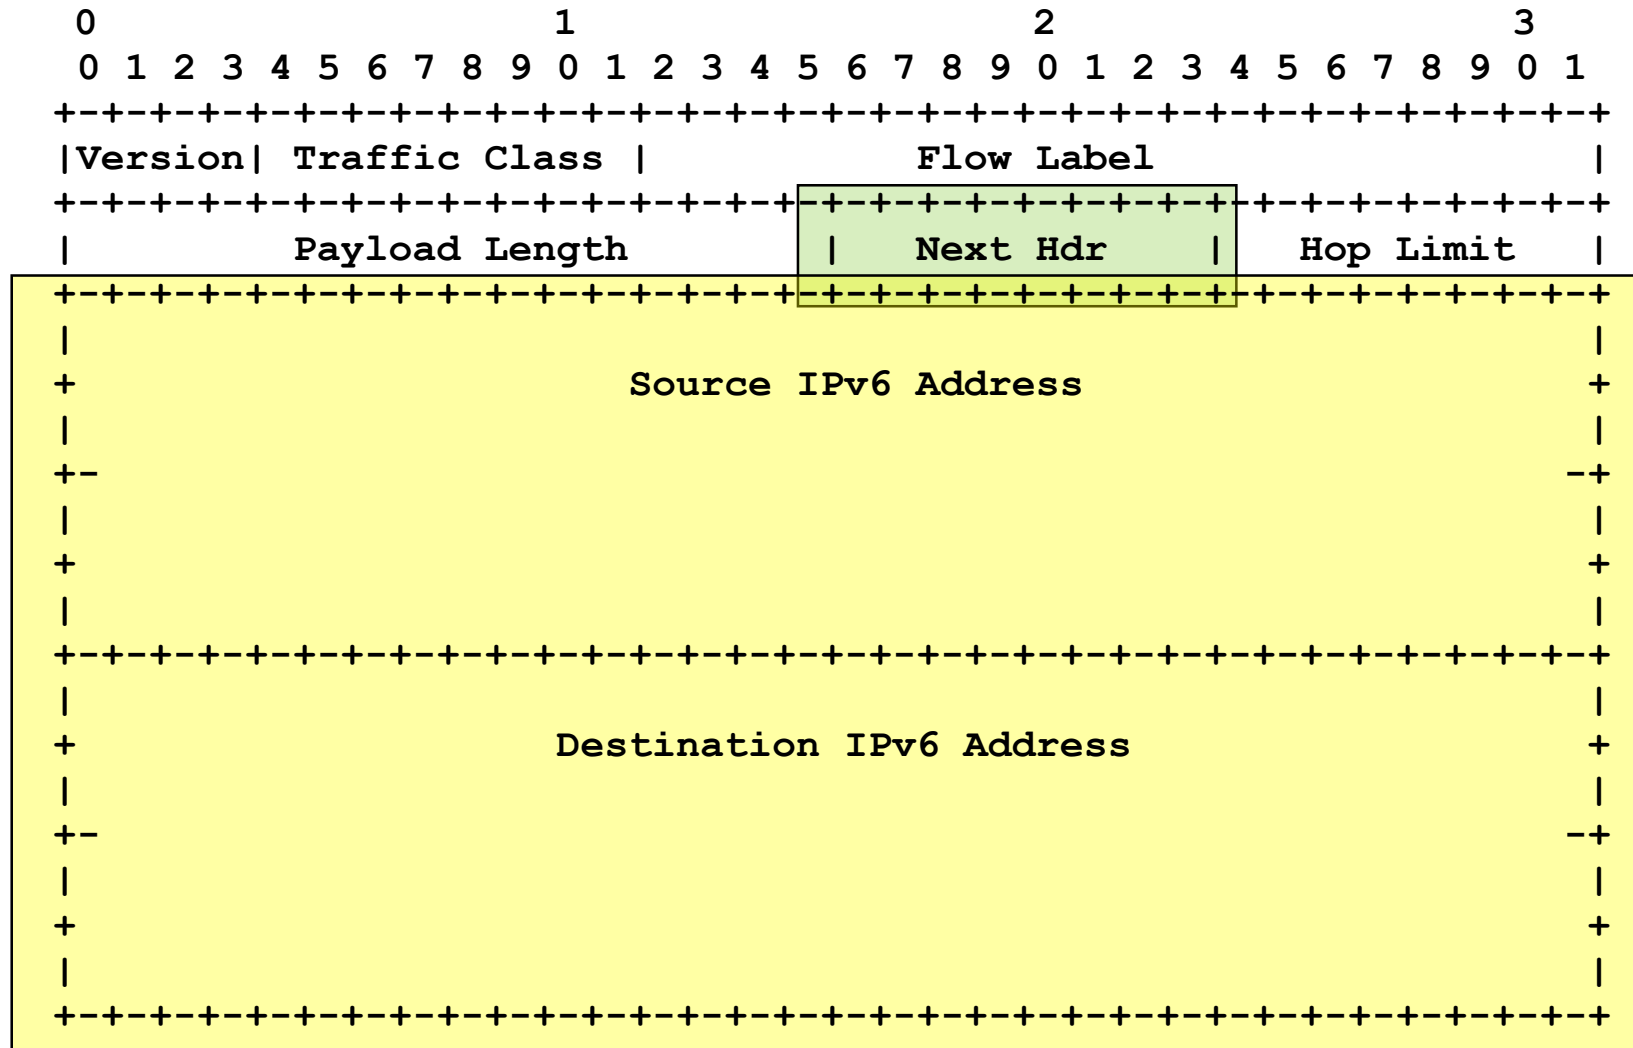 0                   1                   2                   3
 0 1 2 3 4 5 6 7 8 9 0 1 2 3 4 5 6 7 8 9 0 1 2 3 4 5 6 7 8 9 0 1
+-+-+-+-+-+-+-+-+-+-+-+-+-+-+-+-+-+-+-+-+-+-+-+-+-+-+-+-+-+-+-+-+
|Version| Traffic Class |           Flow Label                  |
+-+-+-+-+-+-+-+-+-+-+-+-+-+-+-+-+-+-+-+-+-+-+-+-+-+-+-+-+-+-+-+-+
|         Payload Length        |   Next Hdr    |   Hop Limit   |
+-+-+-+-+-+-+-+-+-+-+-+-+-+-+-+-+-+-+-+-+-+-+-+-+-+-+-+-+-+-+-+-+
|                                                               |
+                       Source IPv6 Address                     +
|                                                               |
+-                                                             -+
|                                                               |
+                                                               +
|                                                               |
+-+-+-+-+-+-+-+-+-+-+-+-+-+-+-+-+-+-+-+-+-+-+-+-+-+-+-+-+-+-+-+-+
|                                                               |
+                    Destination IPv6 Address                   +
|                                                               |
+-                                                             -+
|                                                               |
+                                                               +
|                                                               |
+-+-+-+-+-+-+-+-+-+-+-+-+-+-+-+-+-+-+-+-+-+-+-+-+-+-+-+-+-+-+-+-+